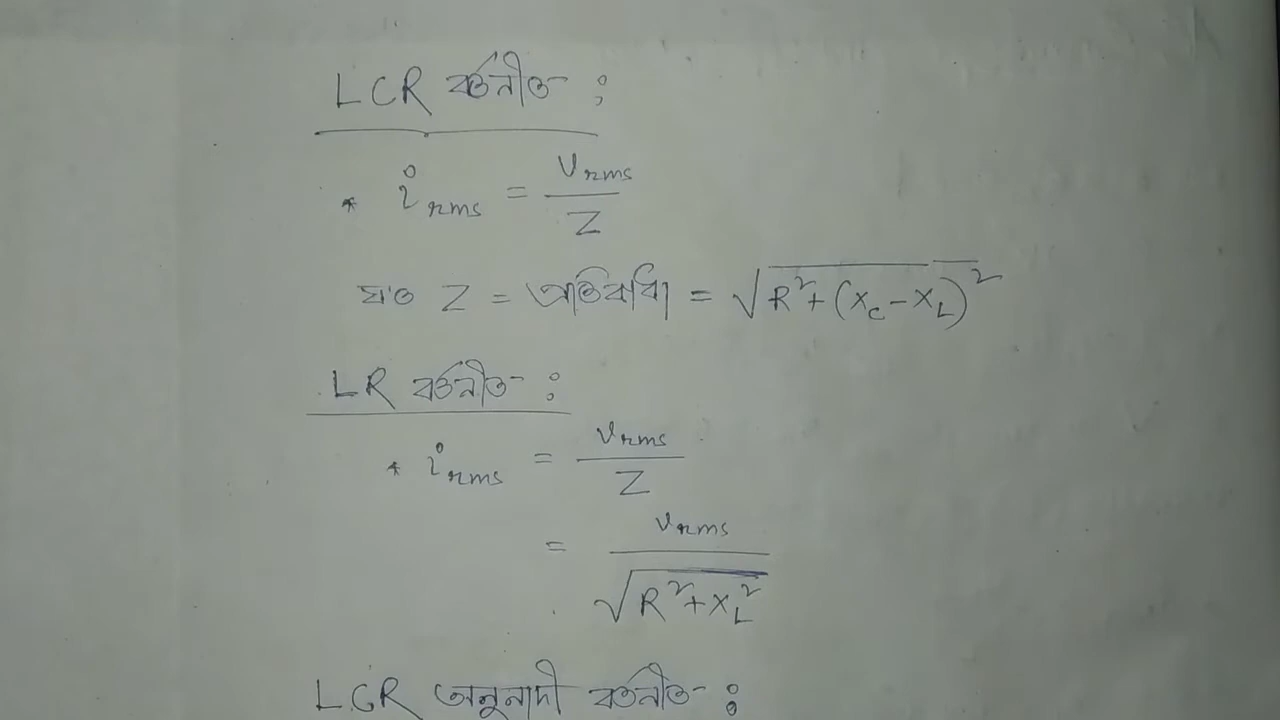 LCR বৰ্তনীত :
* i_rms = V_rms / Z
য'ত Z = প্ৰতিবাধা = √(R² + (X_C − X_L)²)
LR বৰ্তনীত :
* i_rms = V_rms / Z
= V_rms / √(R² + X_L²)
LCR অনুনাদী বৰ্তনীত :